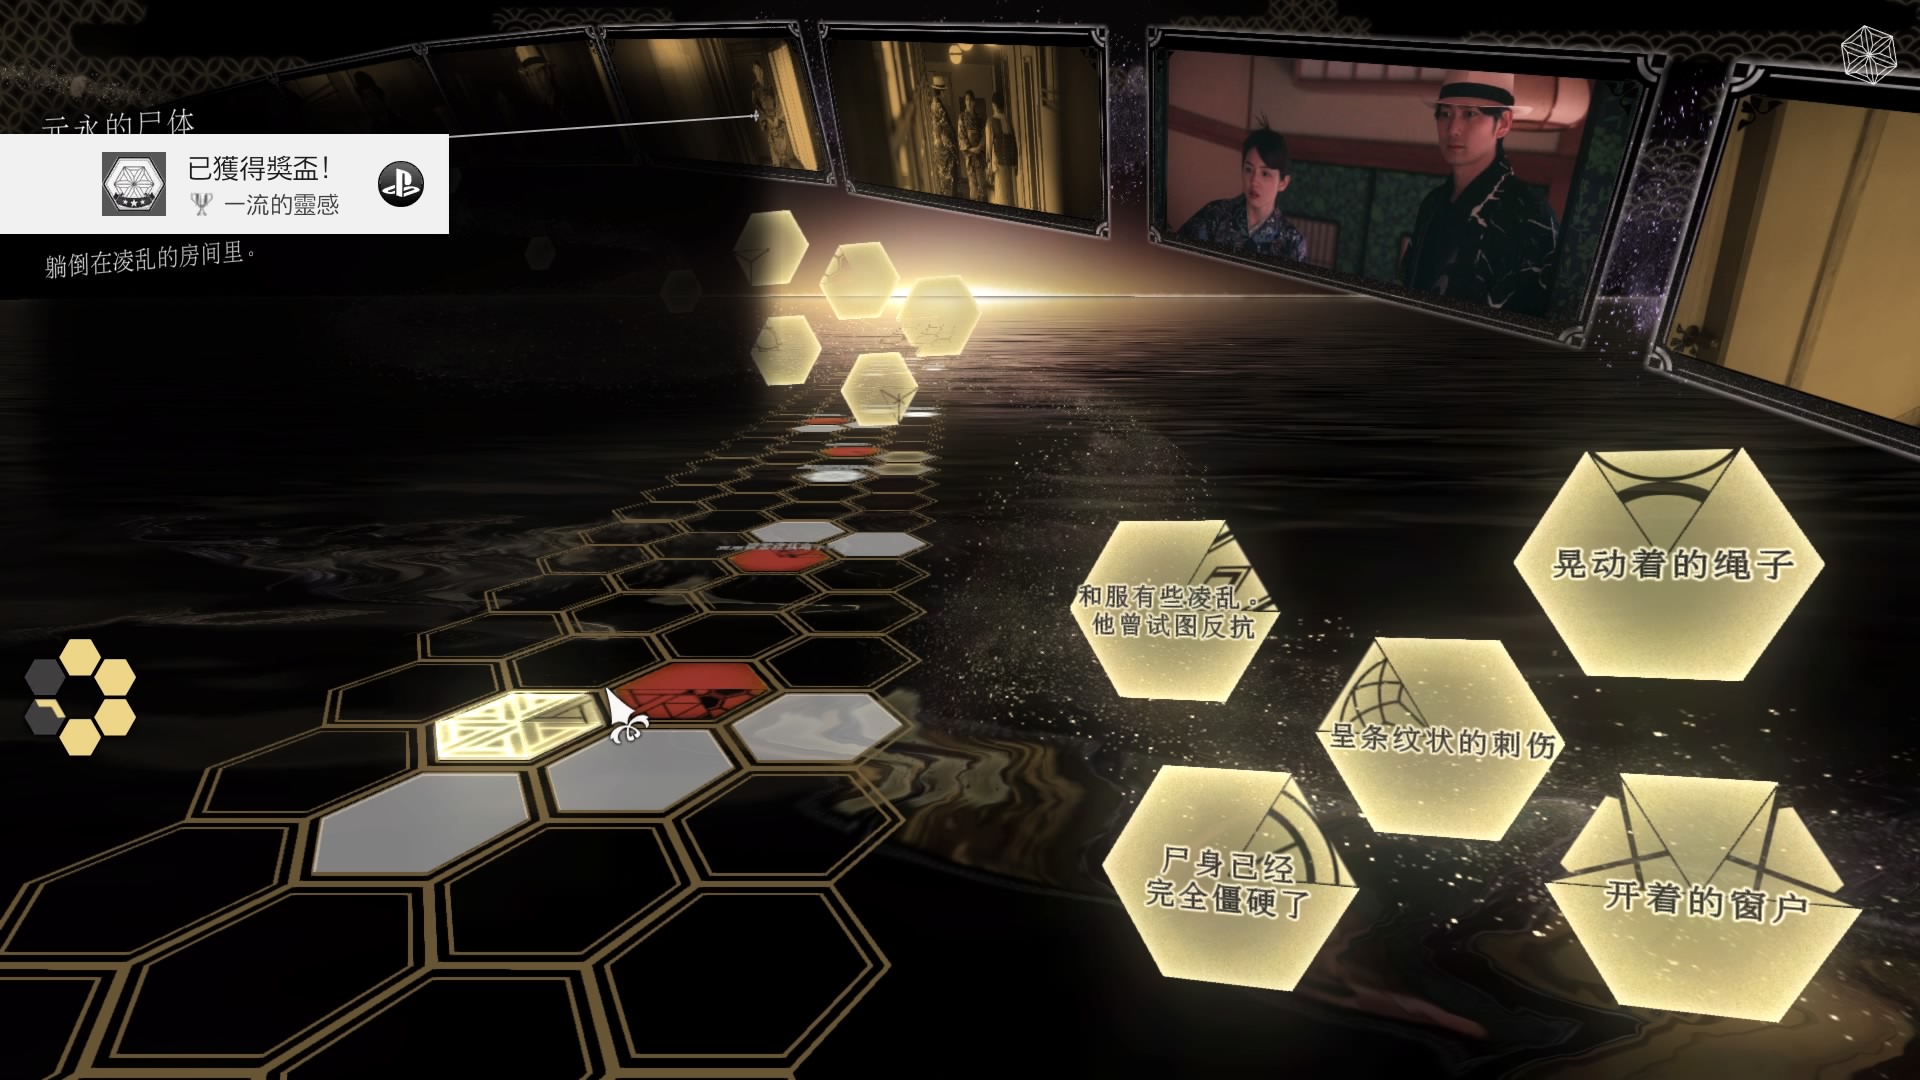 元永的尸体
已獲得獎盃！
一流的靈感
躺倒在凌乱的房间里。
晃动着的绳子
和服有些凌乱。
他曾试图反抗
呈条纹状的刺伤
尸身已经
完全僵硬了
开着的窗户